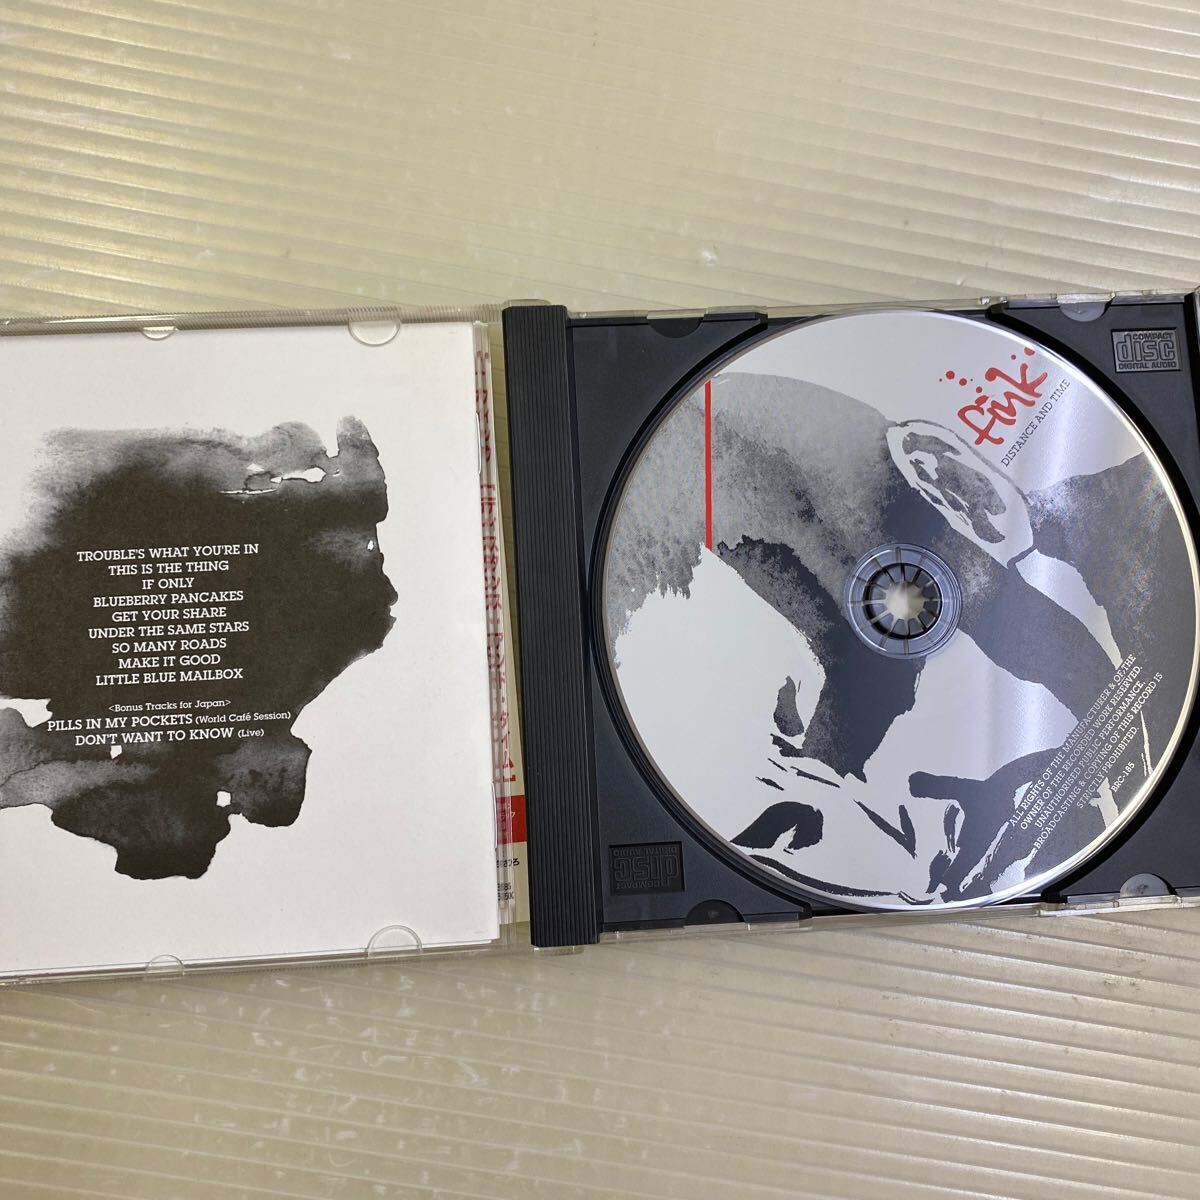 TROUBLE'S WHAT YOU'RE IN
THIS IS THE THING
IF ONLY
BLUEBERRY PANCAKES
GET YOUR SHARE
UNDER THE SAME STARS
SO MANY ROADS
MAKE IT GOOD
LITTLE BLUE MAILBOX
<Bonus Tracks for Japan>
PILLS IN MY POCKETS (World Café Session)
DON'T WANT TO KNOW (Live)
fink
DISTANCE AND TIME
ALL RIGHTS OF THE MANUFACTURER & OF THE
OWNER OF THE RECORDED WORK RESERVED.
UNAUTHORISED PUBLIC PERFORMANCE,
BROADCASTING & COPYING OF THIS RECORD IS
STRICTLY PROHIBITED.
BRC-185
COMPACT
disc
DIGITAL AUDIO
COMPACT
disc
DIGITAL AUDIO